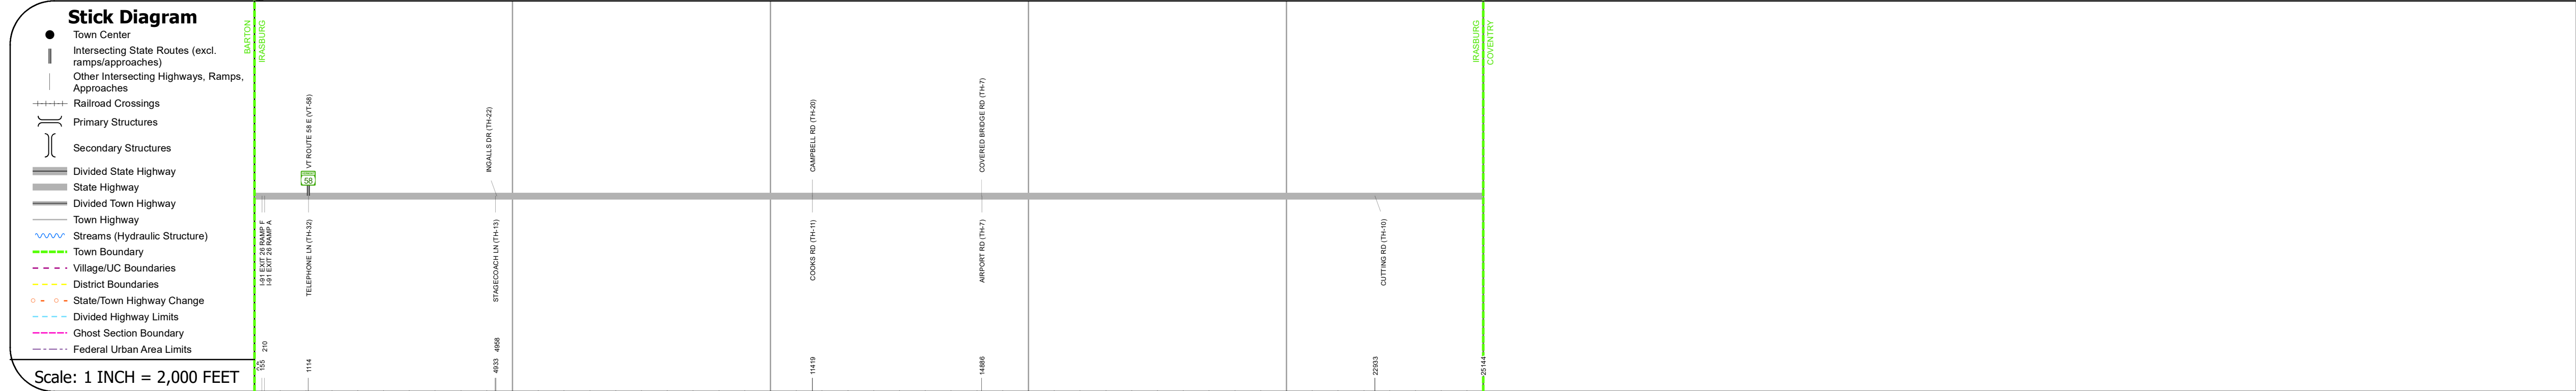 Stick Diagram
Town Center
Intersecting State Routes (excl.
ramps/approaches)
Other Intersecting Highways, Ramps,
Approaches
Railroad Crossings
Primary Structures
Secondary Structures
Divided State Highway
State Highway
Divided Town Highway
Town Highway
Streams (Hydraulic Structure)
Town Boundary
Village/UC Boundaries
District Boundaries
State/Town Highway Change
Divided Highway Limits
Ghost Section Boundary
Federal Urban Area Limits
Scale: 1 INCH = 2,000 FEET
BARTON
IRASBURG
I-91 EXIT 26 RAMP F
I-91 EXIT 26 RAMP A
155
210
VT ROUTE 58 E (VT-58)
58
TELEPHONE LN (TH-32)
1114
INGALLS DR (TH-22)
STAGECOACH LN (TH-13)
4933
4958
CAMPBELL RD (TH-20)
COOKS RD (TH-11)
11419
COVERED BRIDGE RD (TH-7)
AIRPORT RD (TH-7)
14886
CUTTING RD (TH-10)
22933
IRASBURG
COVENTRY
25144